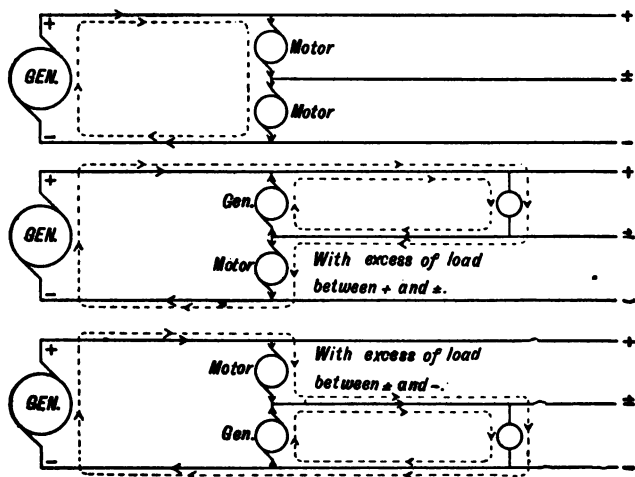 + +
Motor
GEN. ±
Motor
- -
+ +
Gen.
GEN. ±
Motor With excess of load
between + and ±.
- -
+ +
With excess of load
Motor between ± and -.
GEN. ±
Gen.
- -